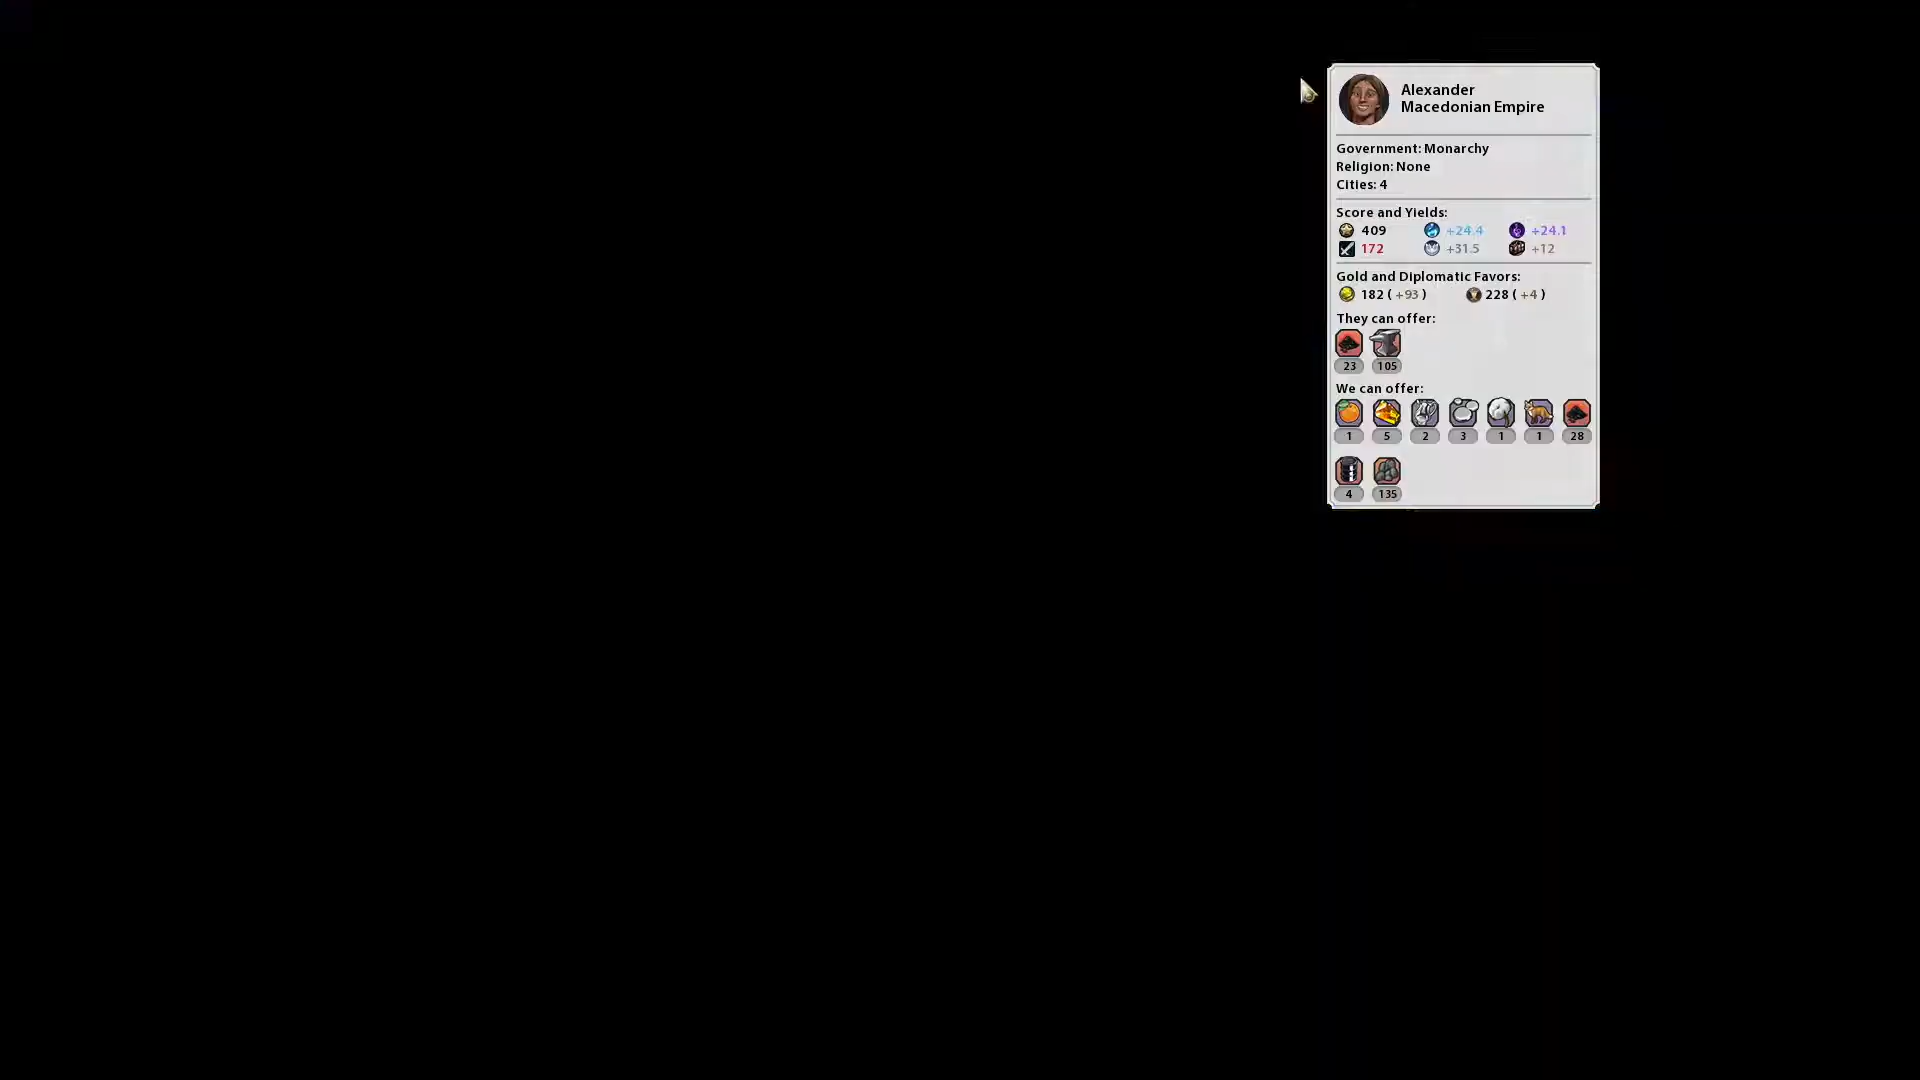 Alexander
Macedonian Empire
Government: Monarchy
Religion: None
Cities: 4
Score and Yields:
409 +24.4 +24.1
172 +31.5 +12
Gold and Diplomatic Favors:
182 ( +93 ) 228 ( +4 )
They can offer:
23 105
We can offer:
1 5 2 3 1 1 28
4 135